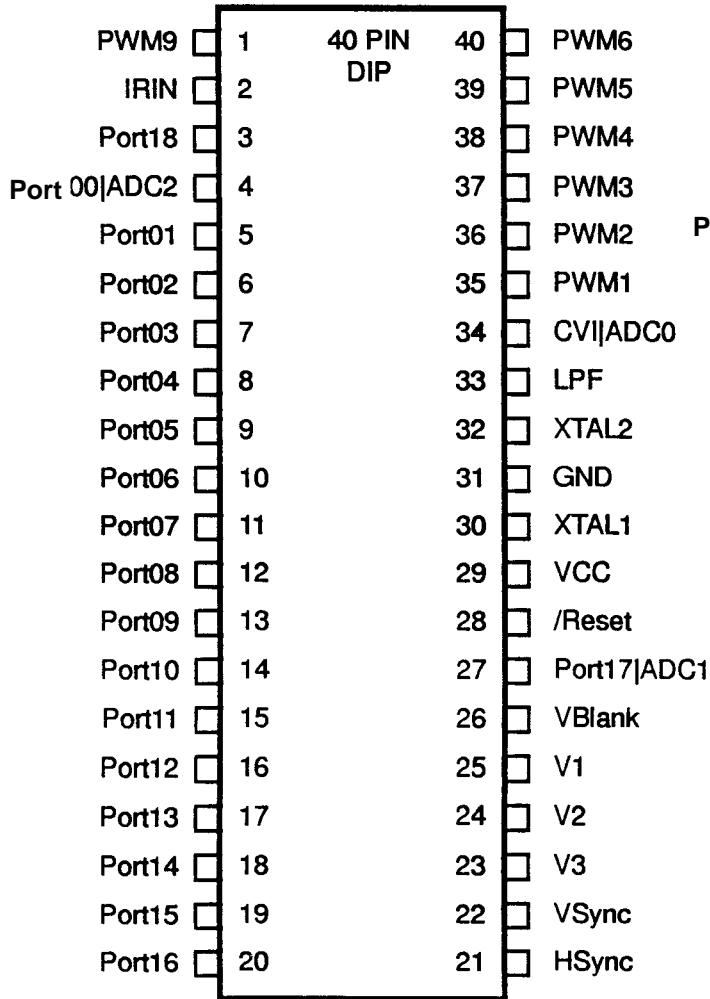 PWM9 1 40 PIN 40 PWM6
DIP
IRIN 2 39 PWM5
Port18 3 38 PWM4
Port 00|ADC2 4 37 PWM3
Port01 5 36 PWM2 P
Port02 6 35 PWM1
Port03 7 34 CVI|ADC0
Port04 8 33 LPF
Port05 9 32 XTAL2
Port06 10 31 GND
Port07 11 30 XTAL1
Port08 12 29 VCC
Port09 13 28 /Reset
Port10 14 27 Port17|ADC1
Port11 15 26 VBlank
Port12 16 25 V1
Port13 17 24 V2
Port14 18 23 V3
Port15 19 22 VSync
Port16 20 21 HSync